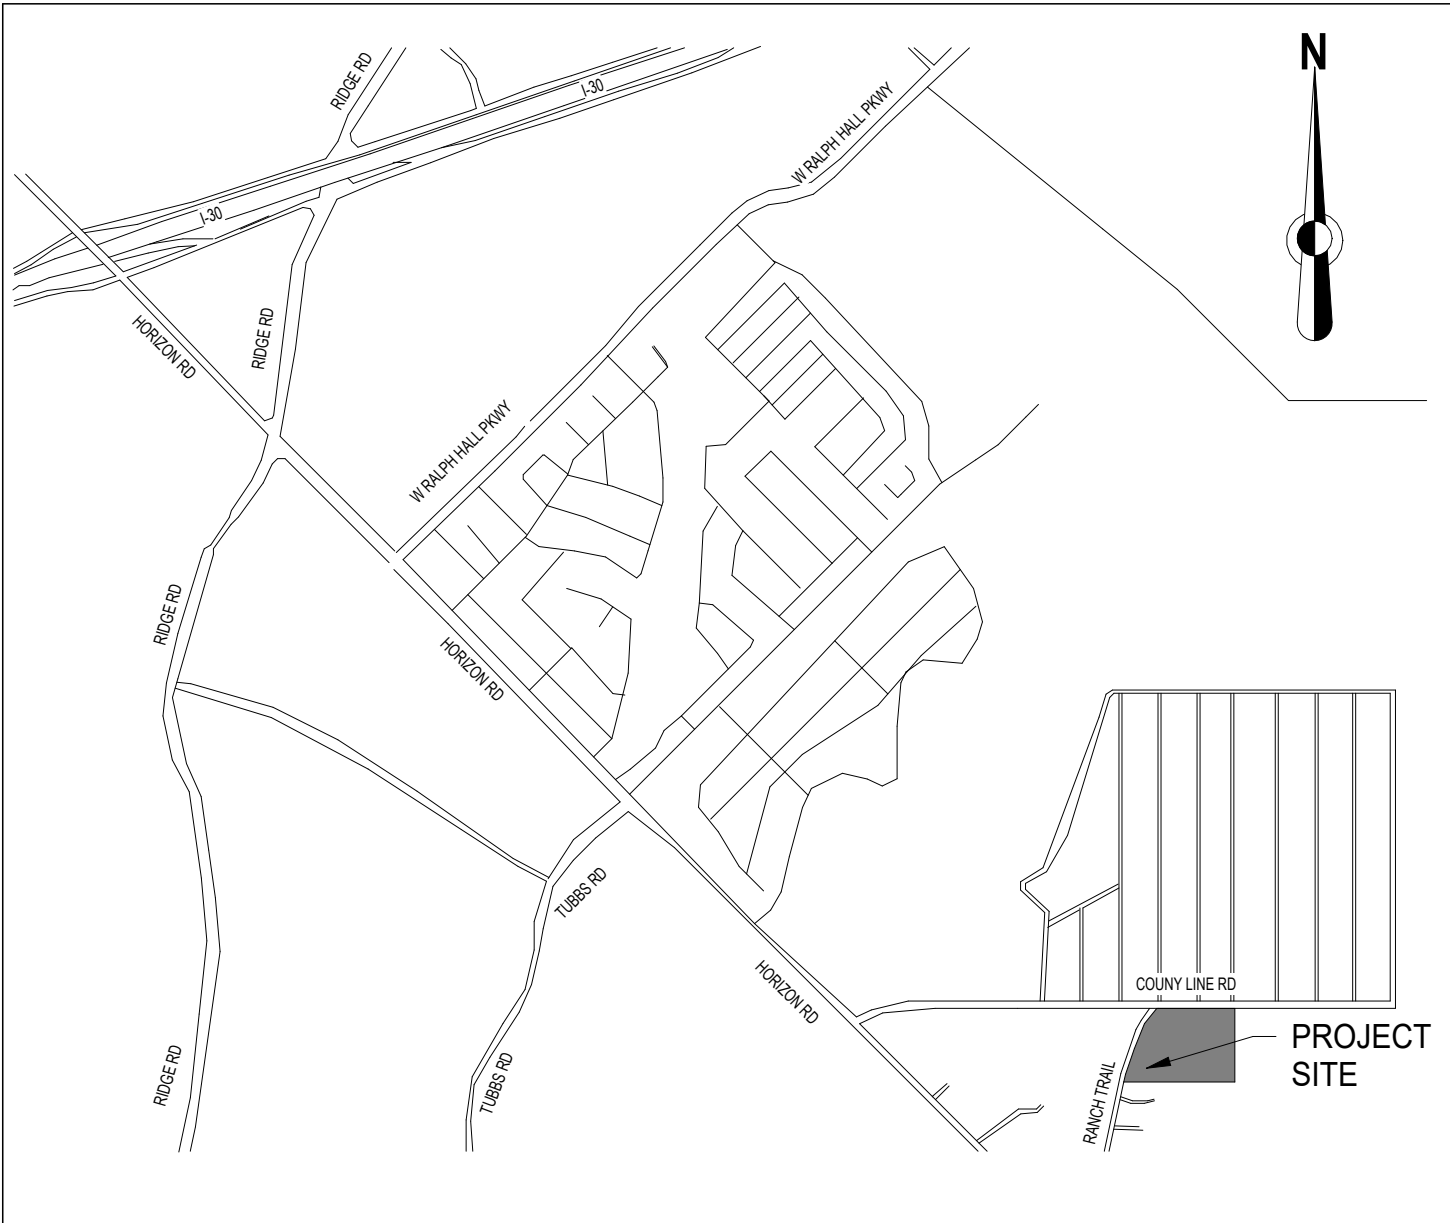 N
RIDGE RD
I-30
W RALPH HALL PKWY
I-30
HORIZON RD
RIDGE RD
W RALPH HALL PKWY
RIDGE RD
HORIZON RD
TUBBS RD
HORIZON RD
COUNY LINE RD
PROJECT
SITE
RIDGE RD
TUBBS RD
RANCH TRAIL